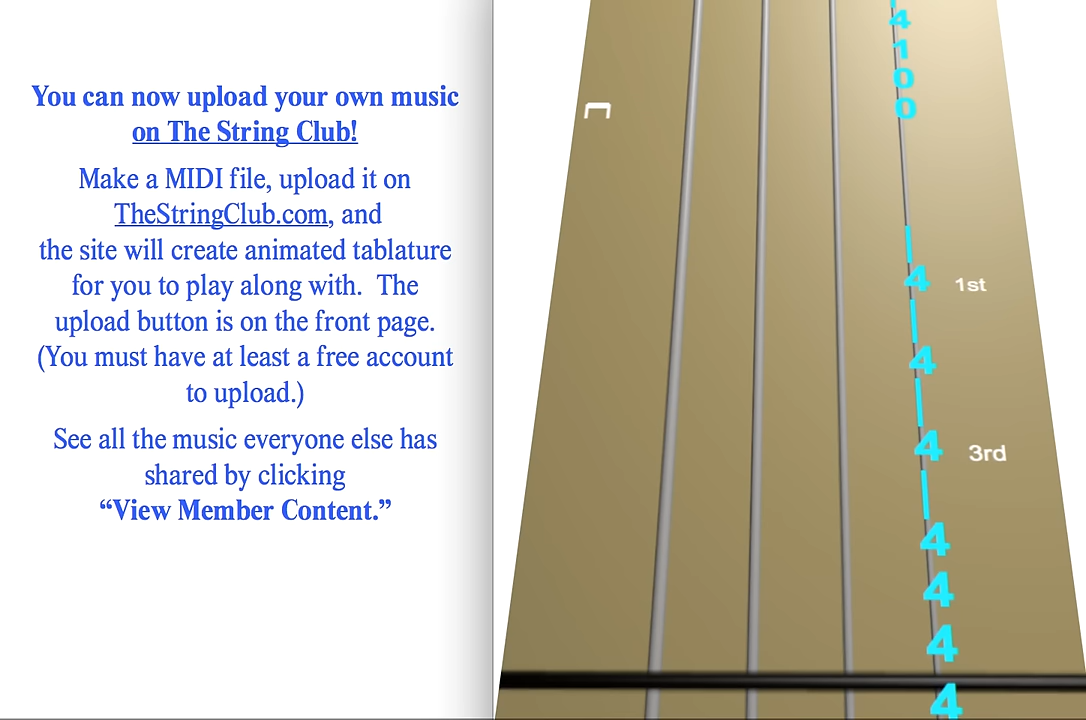 You can now upload your own music
on The String Club!
Make a MIDI file, upload it on
TheStringClub.com, and
the site will create animated tablature
for you to play along with.  The
upload button is on the front page.
(You must have at least a free account
to upload.)
See all the music everyone else has
shared by clicking
“View Member Content.”
4
1
0
0
4 1st
4
4 3rd
4
4
4
4